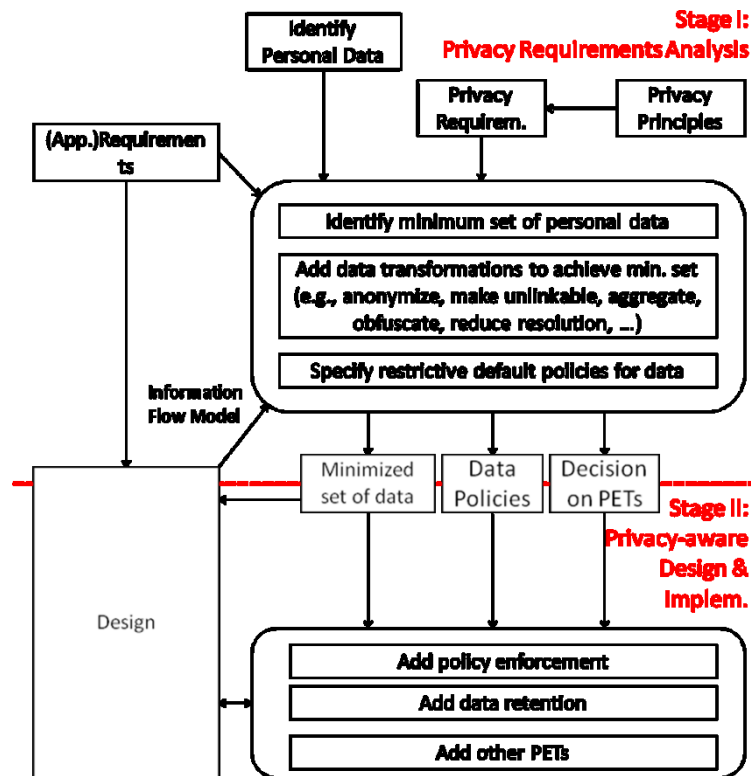 Stage I:
Privacy Requirements Analysis
Identify
Personal Data
Privacy
Requirem.
Privacy
Principles
(App.)Requiremen
ts
Identify minimum set of personal data
Add data transformations to achieve min. set
(e.g., anonymize, make unlinkable, aggregate,
obfuscate, reduce resolution, ...)
Specify restrictive default policies for data
Information
Flow Model
Minimized
set of data
Data
Policies
Decision
on PETs
Stage II:
Privacy-aware
Design &
Implem.
Design
Add policy enforcement
Add data retention
Add other PETs